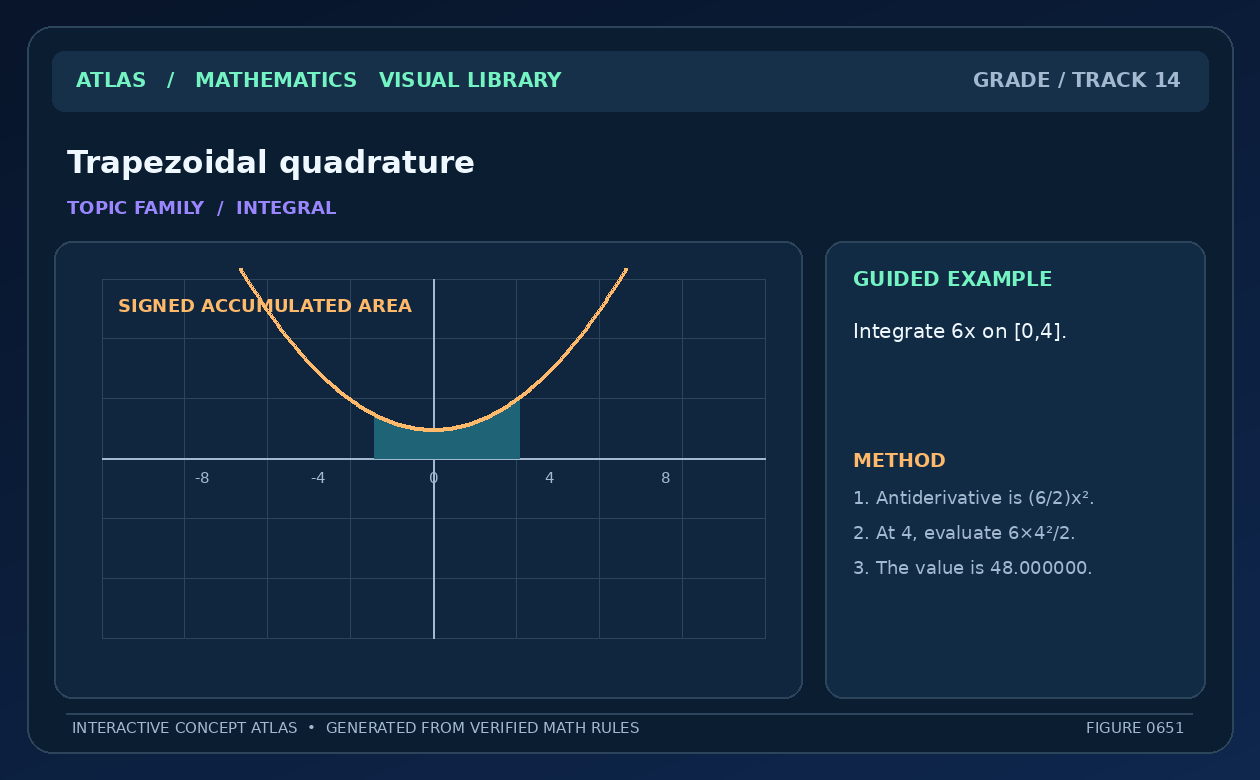 ATLAS / MATHEMATICS VISUAL LIBRARY
GRADE / TRACK 14
Trapezoidal quadrature
TOPIC FAMILY / INTEGRAL
SIGNED ACCUMULATED AREA
-8 -4 0 4 8
GUIDED EXAMPLE
Integrate 6x on [0,4].
METHOD
1. Antiderivative is (6/2)x².
2. At 4, evaluate 6×4²/2.
3. The value is 48.000000.
INTERACTIVE CONCEPT ATLAS • GENERATED FROM VERIFIED MATH RULES
FIGURE 0651